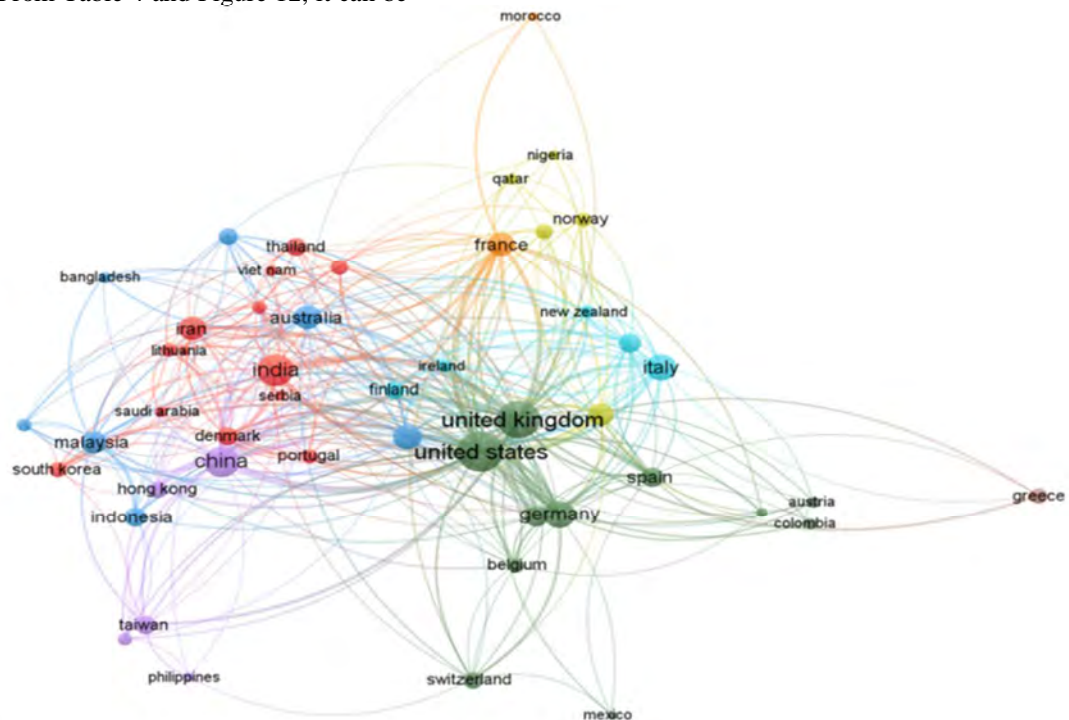 From Table 4 and Figure 12, it can be
morocco
nigeria
qatar
norway
france
thailand
viet nam
bangladesh
new zealand
australia
iran
lithuania
ireland
italy
india
finland
serbia
saudi arabia
united kingdom
denmark
malaysia
united states
portugal
china
south korea
spain
hong kong
greece
austria
indonesia
germany
colombia
belgium
taiwan
philippines
switzerland
mexico